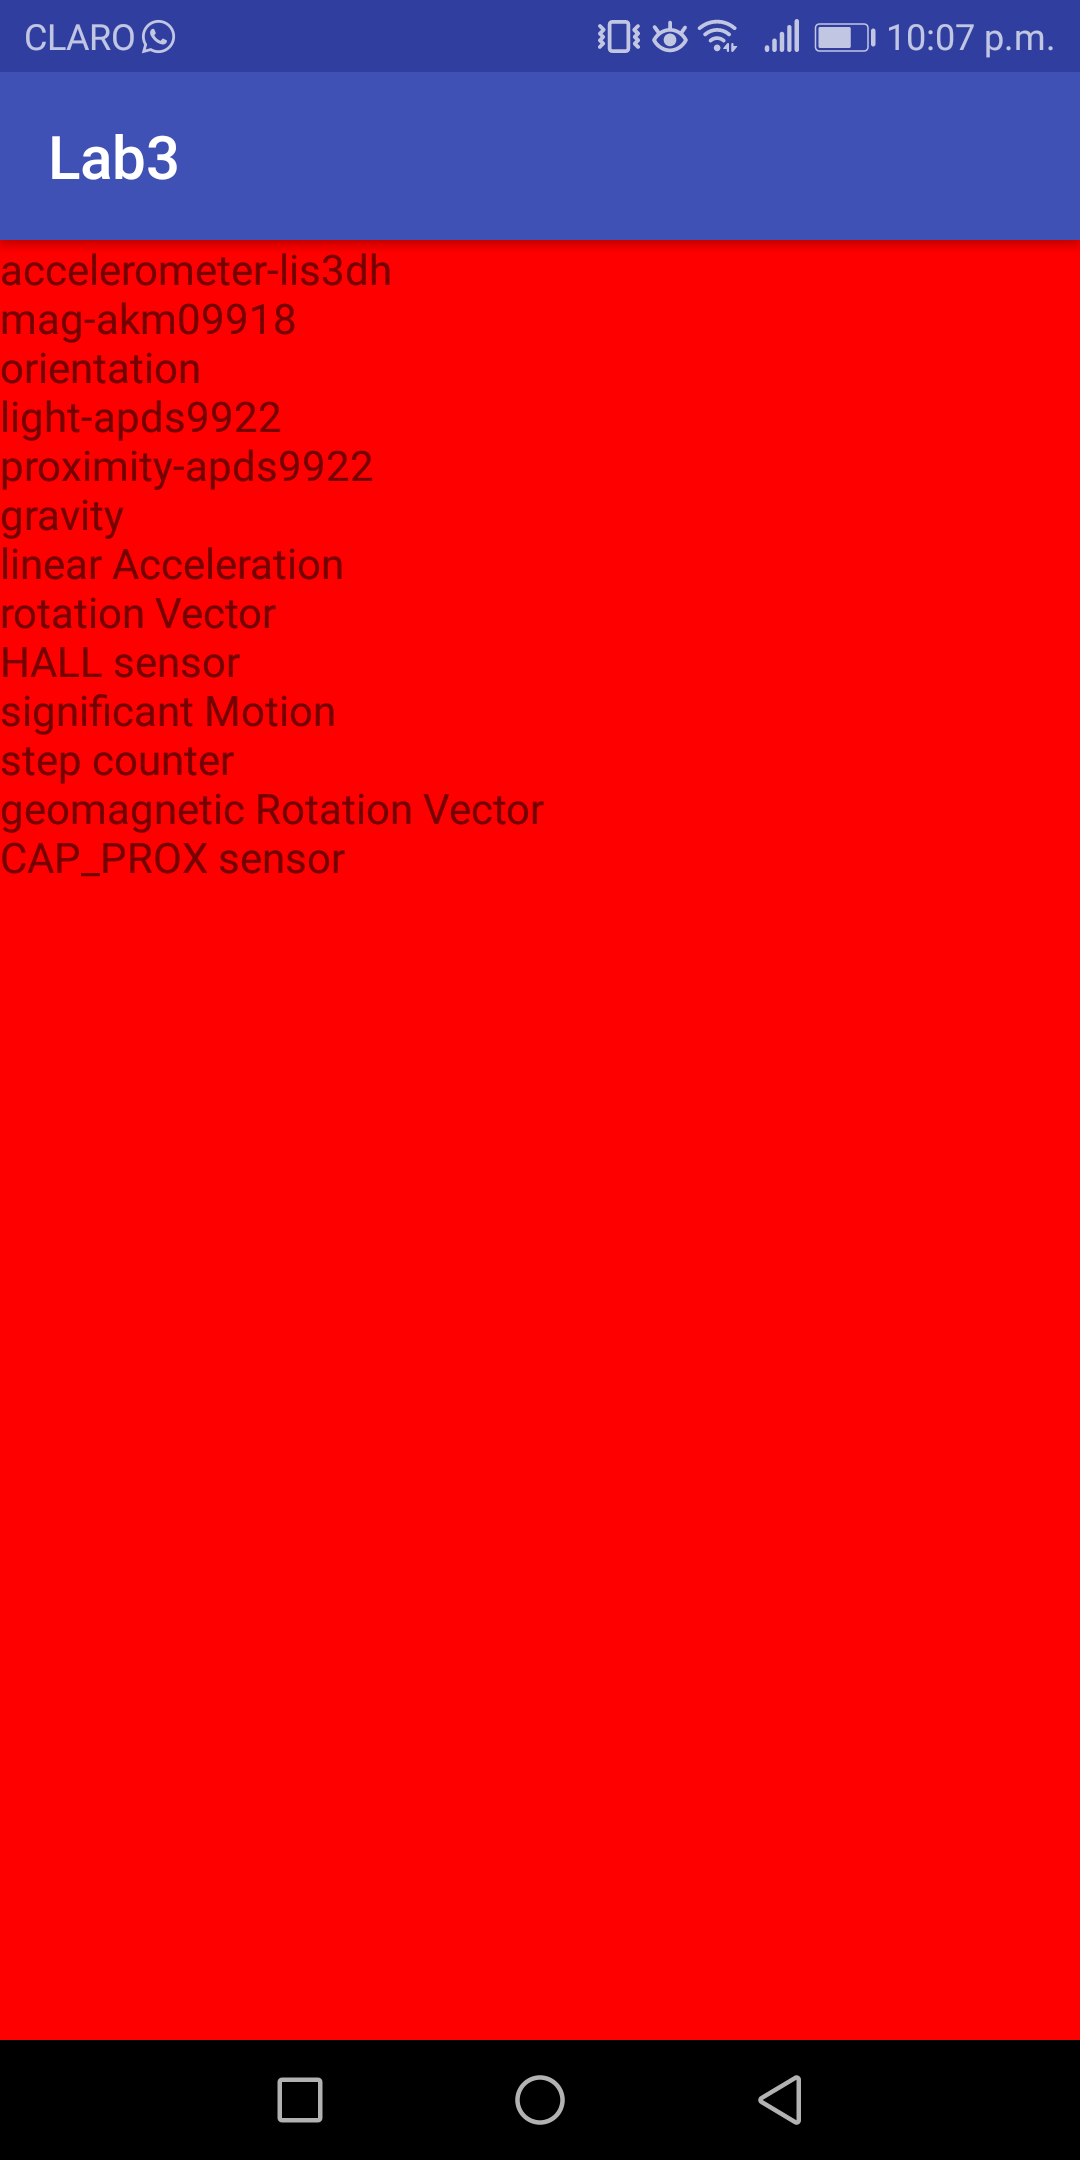 CLARO 10:07 p.m.
Lab3
accelerometer-lis3dh
mag-akm09918
orientation
light-apds9922
proximity-apds9922
gravity
linear Acceleration
rotation Vector
HALL sensor
significant Motion
step counter
geomagnetic Rotation Vector
CAP_PROX sensor